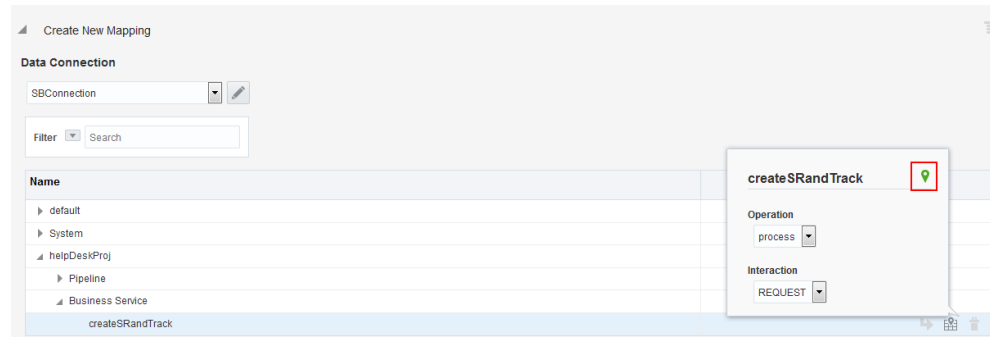 Create New Mapping
Data Connection
SBConnection
Filter Search
Name
default
System
helpDeskProj
Pipeline
Business Service
createSRandTrack
createSRandTrack
Operation
process
Interaction
REQUEST